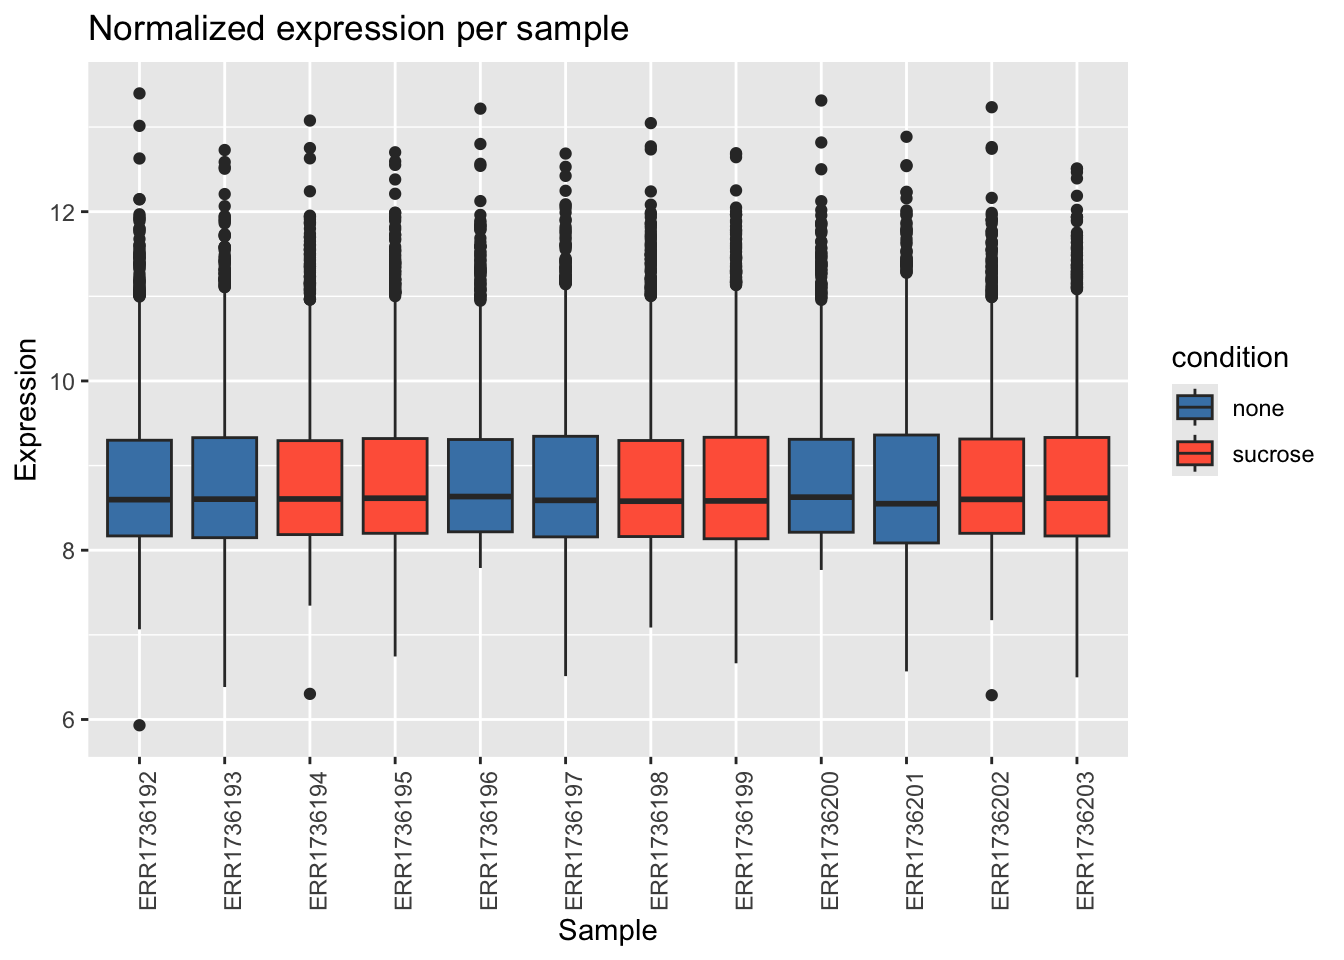 Normalized expression per sample
Expression
12
10
8
6
ERR1736192
ERR1736193
ERR1736194
ERR1736195
ERR1736196
ERR1736197
ERR1736198
ERR1736199
ERR1736200
ERR1736201
ERR1736202
ERR1736203
Sample
condition
none
sucrose